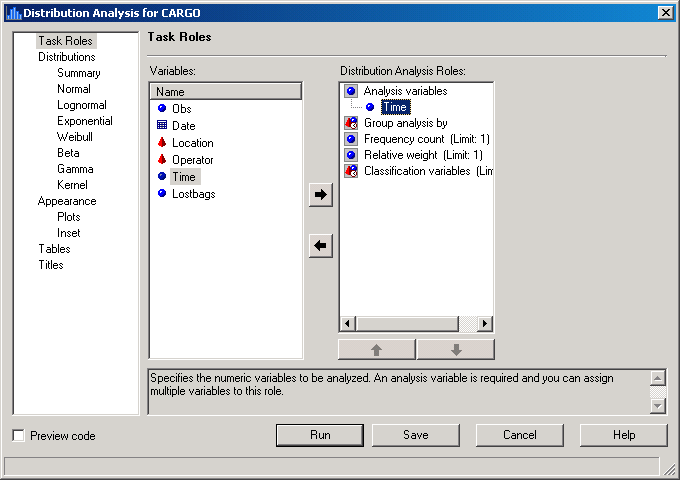 Distribution Analysis for CARGO
Task Roles
Distributions
Summary
Normal
Lognormal
Exponential
Weibull
Beta
Gamma
Kernel
Appearance
Plots
Inset
Tables
Titles
Task Roles
Variables:
Name
Obs
Date
Location
Operator
Time
Lostbags
Distribution Analysis Roles:
Analysis variables
Time
Group analysis by
Frequency count (Limit: 1)
Relative weight (Limit: 1)
Classification variables (Lim
Specifies the numeric variables to be analyzed. An analysis variable is required and you can assign
multiple variables to this role.
Preview code
Run
Save
Cancel
Help